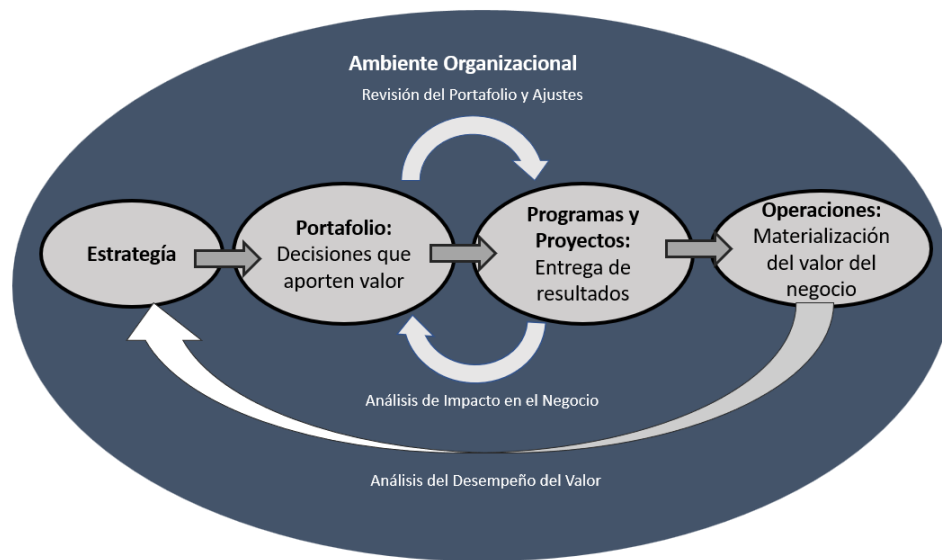 Ambiente Organizacional
Revisión del Portafolio y Ajustes
Estrategía
Portafolio:
Decisiones que
aporten valor
Programas y
Proyectos:
Entrega de
resultados
Operaciones:
Materialización
del valor del
negocio
Análisis de Impacto en el Negocio
Análisis del Desempeño del Valor